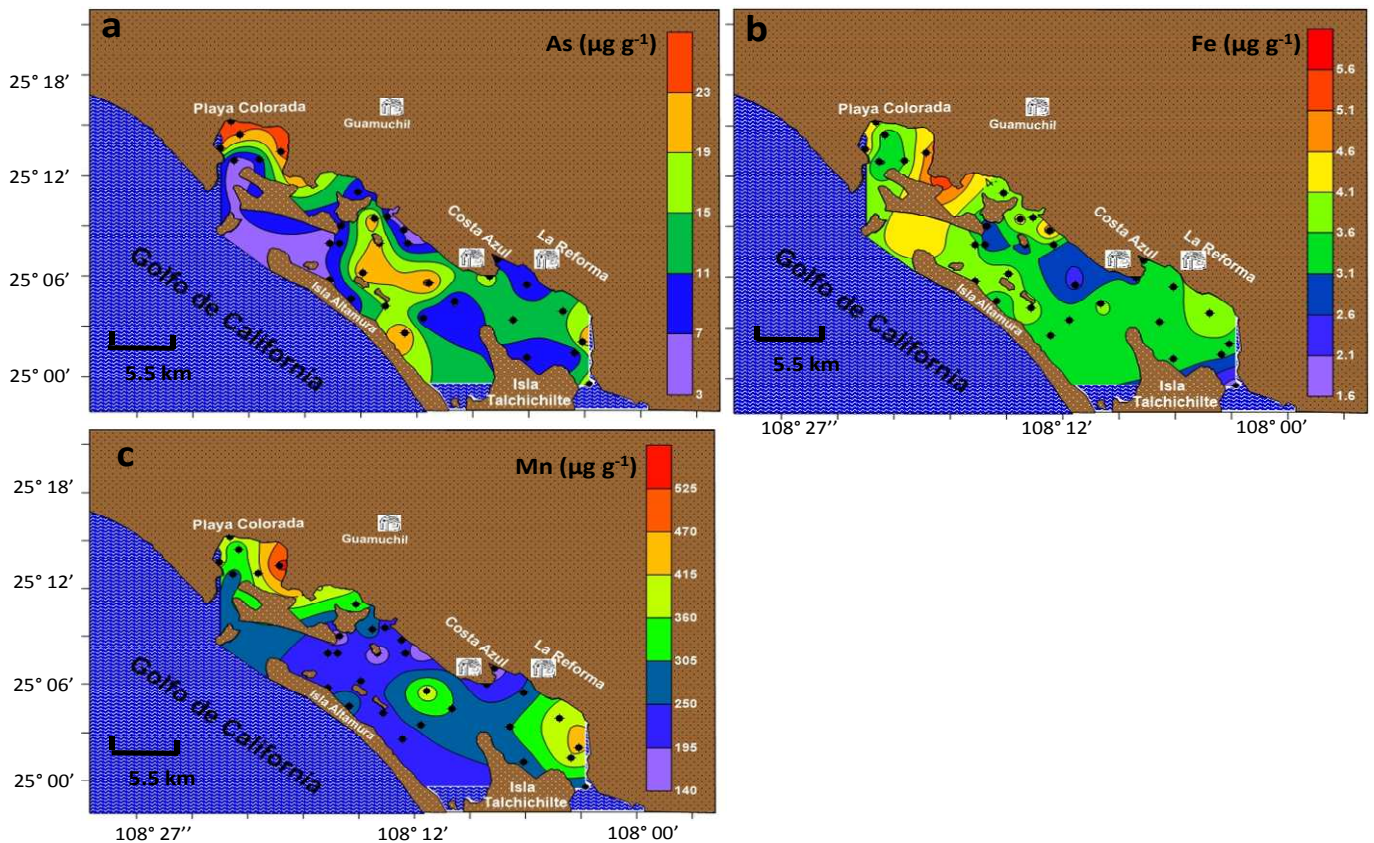 a
As (µg g-1)
25° 18’
25° 12’
25° 06’
25° 00’
Playa Colorada
Guamuchil
Costa Azul
La Reforma
Golfo de California
Isla Altamura
Isla
Talchichilte
5.5 km
23
19
15
11
7
3
b
Fe (µg g-1)
Playa Colorada
Guamuchil
Costa Azul
La Reforma
Golfo de California
Isla Altamura
Isla
Talchichilte
5.5 km
5.6
5.1
4.6
4.1
3.6
3.1
2.6
2.1
1.6
108° 27’’
108° 12’
108° 00’
c
Mn (µg g-1)
25° 18’
25° 12’
25° 06’
25° 00’
Playa Colorada
Guamuchil
Costa Azul
La Reforma
Golfo de California
Isla Altamura
Isla
Talchichilte
5.5 km
525
470
415
360
305
250
195
140
108° 27’’
108° 12’
108° 00’